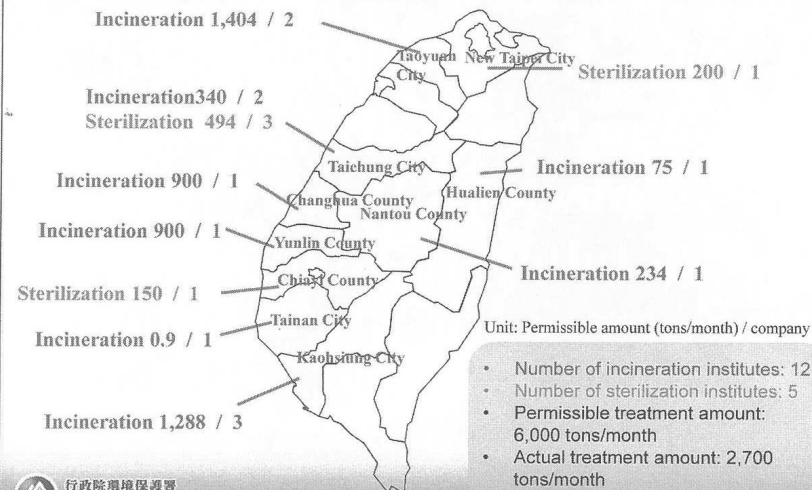 Incineration 1,404 / 2
Taoyuan City
New Taipei City
Sterilization 200 / 1
Incineration340 / 2
Sterilization 494 / 3
Taichung City
Incineration 75 / 1
Incineration 900 / 1
Changhua County
Hualien County
Nantou County
Incineration 900 / 1
Yunlin County
Incineration 234 / 1
Chiayi County
Sterilization 150 / 1
Tainan City
Incineration 0.9 / 1
Unit: Permissible amount (tons/month) / company
Kaohsiung City
• Number of incineration institutes: 12
• Number of sterilization institutes: 5
• Permissible treatment amount:
6,000 tons/month
• Actual treatment amount: 2,700
tons/month
Incineration 1,288 / 3
行政院環境保護署